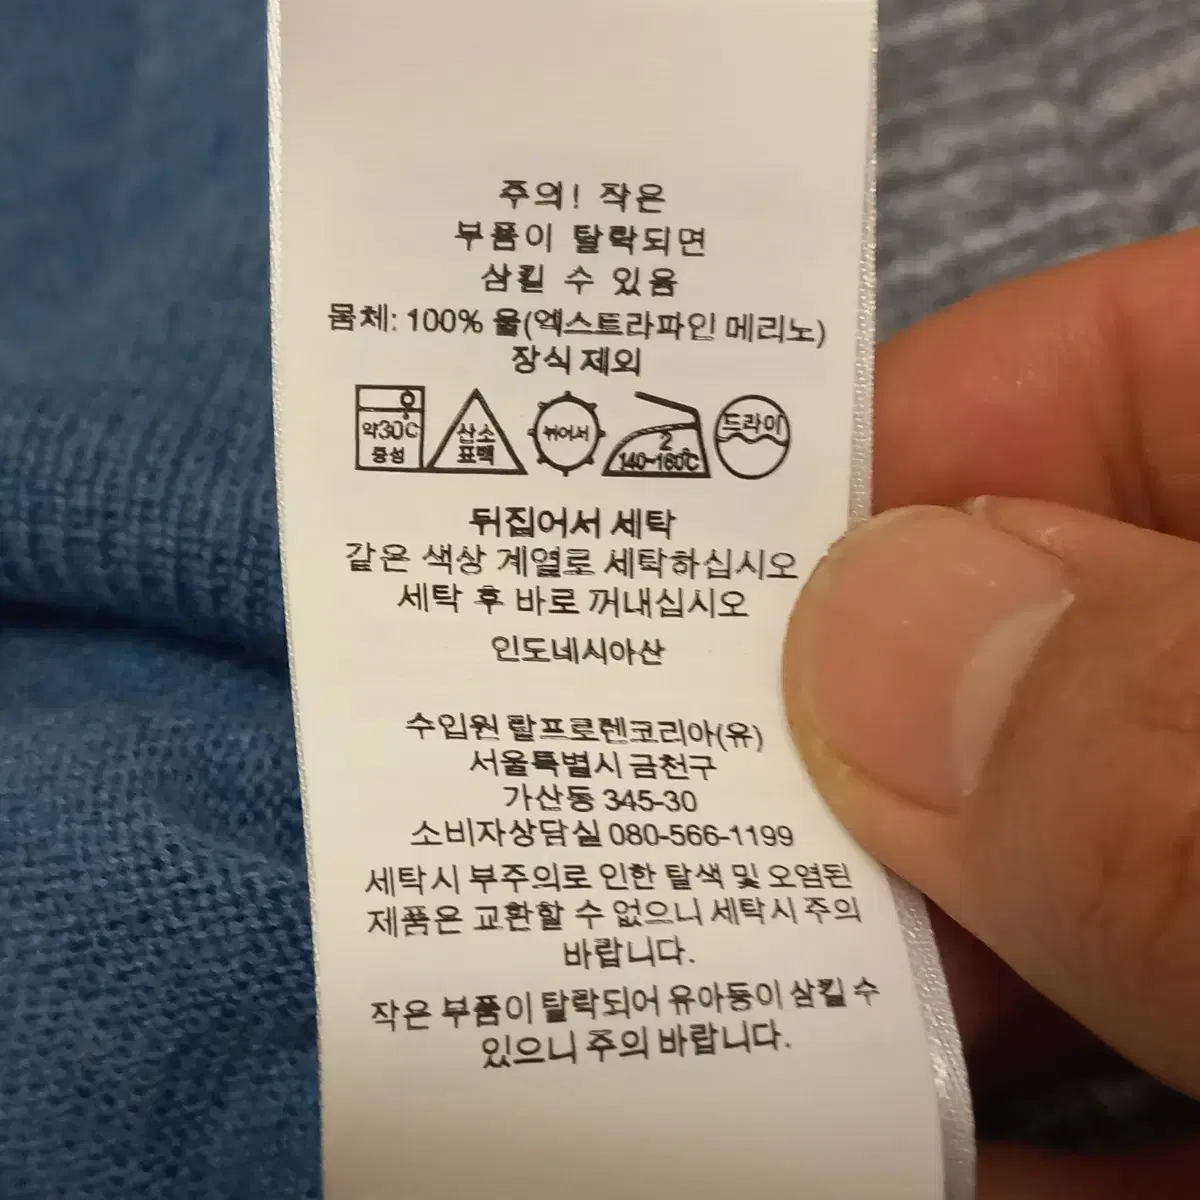 주의! 작은
부품이 탈락되면
삼킬 수 있음
몸체: 100% 울(엑스트라파인 메리노)
장식 제외
약30℃
중성
산소
표백
뉘어서
2
140~160℃
드라이
뒤집어서 세탁
같은 색상 계열로 세탁하십시오
세탁 후 바로 꺼내십시오
인도네시아산
수입원 랄프로렌코리아(유)
서울특별시 금천구
가산동 345-30
소비자상담실 080-566-1199
세탁시 부주의로 인한 탈색 및 오염된
제품은 교환할 수 없으니 세탁시 주의
바랍니다.
작은 부품이 탈락되어 유아등이 삼킬 수
있으니 주의 바랍니다.